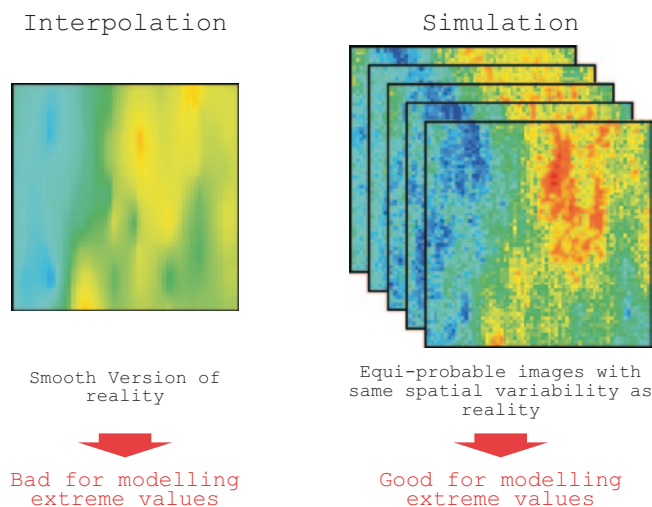 Interpolation
Simulation
Smooth Version of
reality
Equi-probable images with
same spatial variability as
reality
Bad for modelling
extreme values
Good for modelling
extreme values